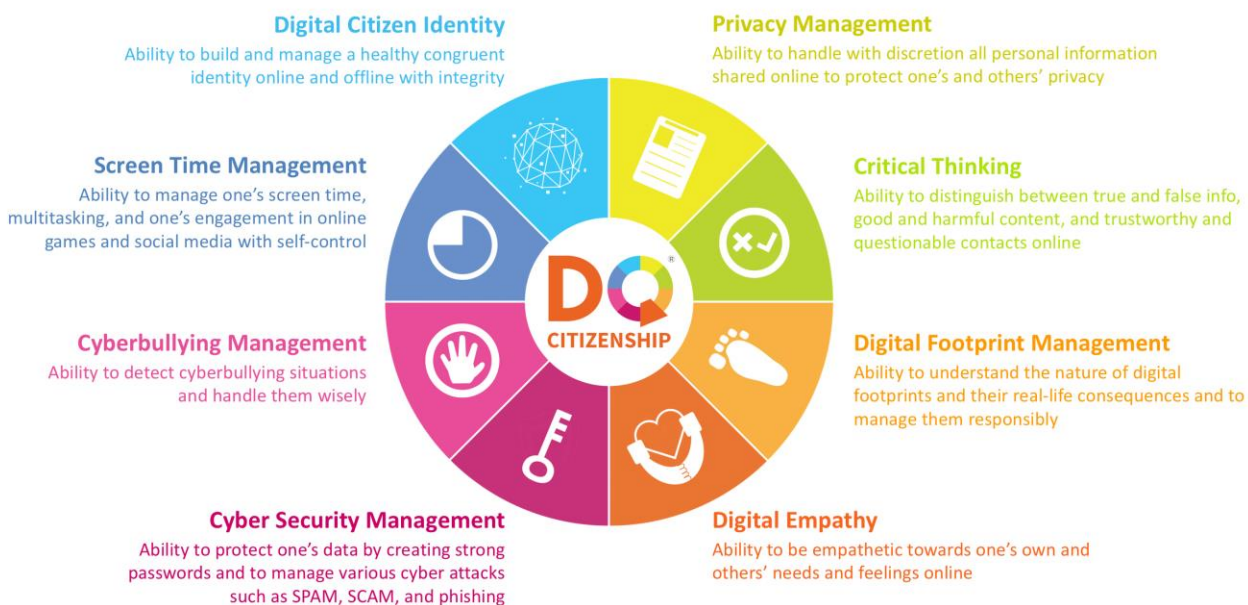 Digital Citizen Identity
Ability to build and manage a healthy congruent
identity online and offline with integrity
Privacy Management
Ability to handle with discretion all personal information
shared online to protect one's and others' privacy
Screen Time Management
Ability to manage one's screen time,
multitasking, and one's engagement in online
games and social media with self-control
Critical Thinking
Ability to distinguish between true and false info,
good and harmful content, and trustworthy and
questionable contacts online
DQ®
CITIZENSHIP
Cyberbullying Management
Ability to detect cyberbullying situations
and handle them wisely
Digital Footprint Management
Ability to understand the nature of digital
footprints and their real-life consequences and to
manage them responsibly
Cyber Security Management
Ability to protect one's data by creating strong
passwords and to manage various cyber attacks
such as SPAM, SCAM, and phishing
Digital Empathy
Ability to be empathetic towards one's own and
others' needs and feelings online